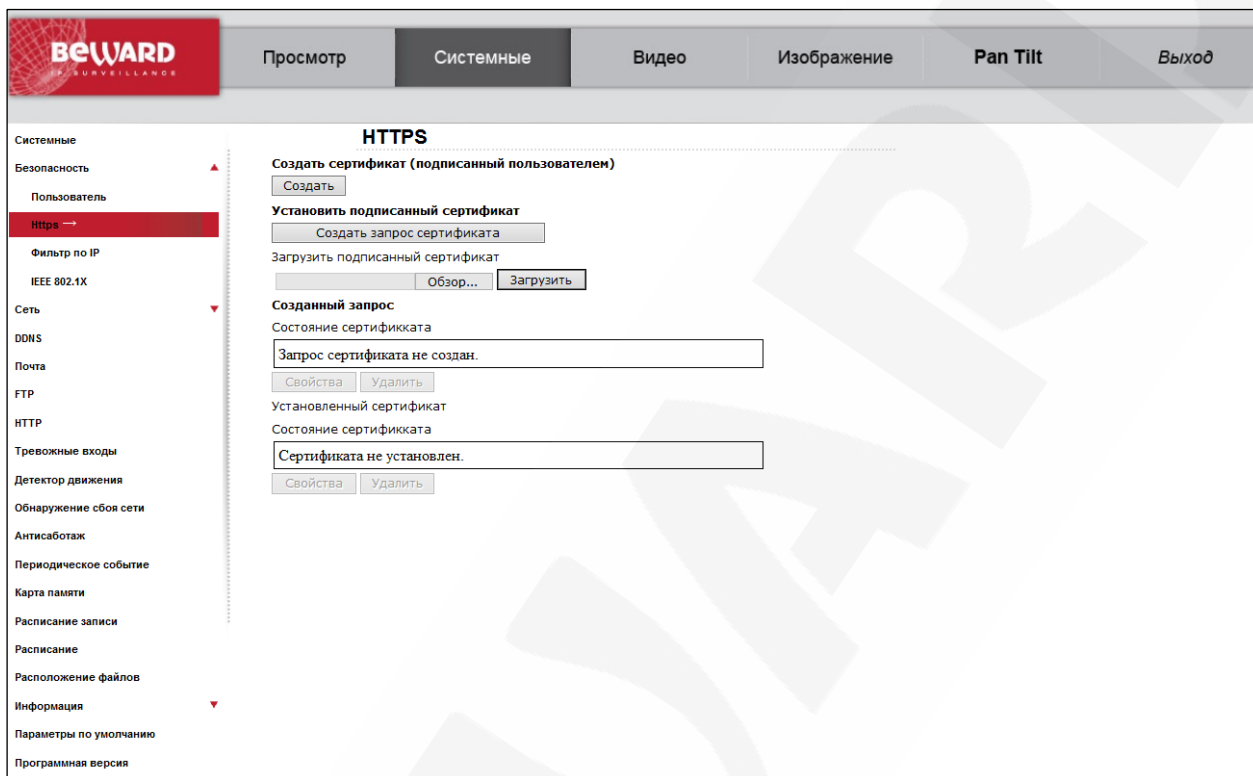 BEWARD
IP SURVEILLANCE
Просмотр
Системные
Видео
Изображение
Pan Tilt
Выход
Системные
Безопасность
Пользователь
Https →
Фильтр по IP
IEEE 802.1X
Сеть
DDNS
Почта
FTP
HTTP
Тревожные входы
Детектор движения
Обнаружение сбоя сети
Антисаботаж
Периодическое событие
Карта памяти
Расписание записи
Расписание
Расположение файлов
Информация
Параметры по умолчанию
Программная версия
HTTPS
Создать сертификат (подписанный пользователем)
Создать
Установить подписанный сертификат
Создать запрос сертификата
Загрузить подписанный сертификат
Обзор... Загрузить
Созданный запрос
Состояние сертификката
Запрос сертификата не создан.
Свойства Удалить
Установленный сертификат
Состояние сертификката
Сертификата не установлен.
Свойства Удалить